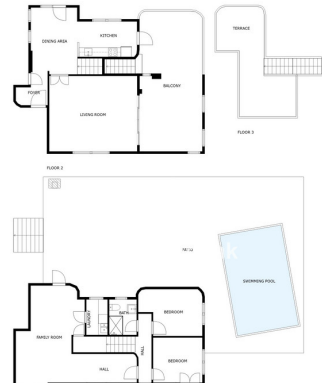 KITCHEN
DINING AREA
TERRACE
FOYER
BALCONY
LIVING ROOM
FLOOR 3
FLOOR 2
SWIMMING POOL
LAUNDRY
BATH
BEDROOM
FAMILY ROOM
HALL
BEDROOM
HALL